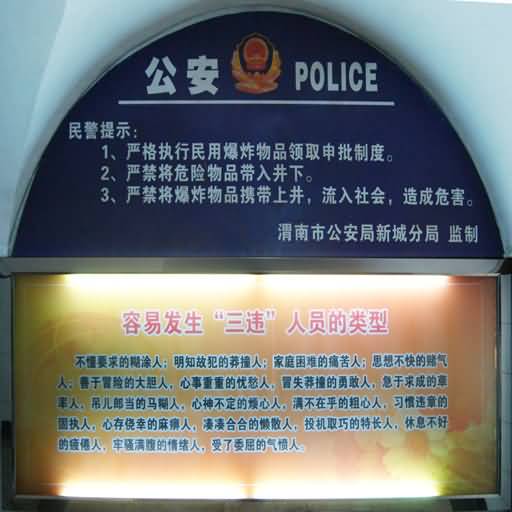 公安 POLICE
民警提示：
1、严格执行民用爆炸物品领取申批制度。
2、严禁将危险物品带入井下。
3、严禁将爆炸物品携带上井，流入社会，造成危害。
渭南市公安局新城分局 监制
容易发生“三违”人员的类型
不懂要求的糊涂人；明知故犯的莽撞人；家庭困难的痛苦人；思想不快的赌气
人；善于冒险的大胆人，心事重重的忧愁人，冒失莽撞的勇敢人，急于求成的草
率人，吊儿郎当的马糊人，心神不定的烦心人，满不在乎的粗心人，习惯违章的
固执人，心存侥幸的麻痹人，凑凑合合的懒散人，投机取巧的特长人，休息不好
的疲倦人，牢骚满腹的情绪人，受了委屈的气愤人。